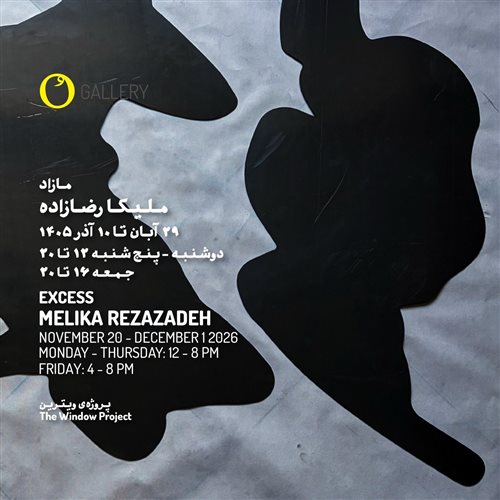 O GALLERY
مازاد
ملیکا رضازاده
۲۹ آبان تا ۱۰ آذر ۱۴۰۵
دوشنبه - پنج شنبه ۱۲ تا ۲۰
جمعه ۱۶ تا ۲۰
EXCESS
MELIKA REZAZADEH
NOVEMBER 20 - DECEMBER 1 2026
MONDAY - THURSDAY: 12 - 8 PM
FRIDAY: 4 - 8 PM
پروژه‌ی ویترین
The Window Project